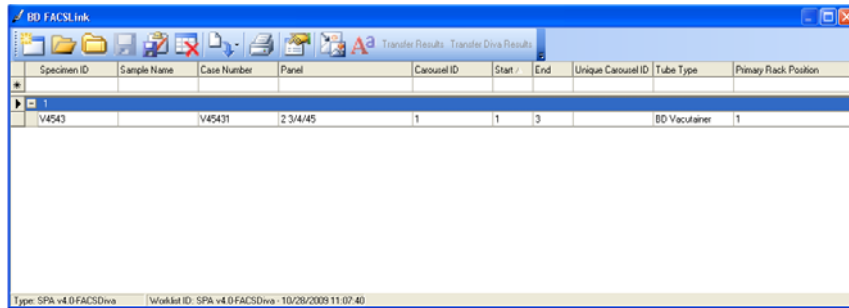 BD FACSLink
Aa Transfer Results Transfer Diva Results
Specimen ID Sample Name Case Number Panel Carousel ID Start End Unique Carousel ID Tube Type Primary Rack Position
1
V4543 V45431 2 3/4/45 1 1 3 BD Vacutainer 1
Type: SPA v4.0-FACSDiva Worklist ID: SPA v4.0-FACSDiva - 10/28/2009 11:07:40